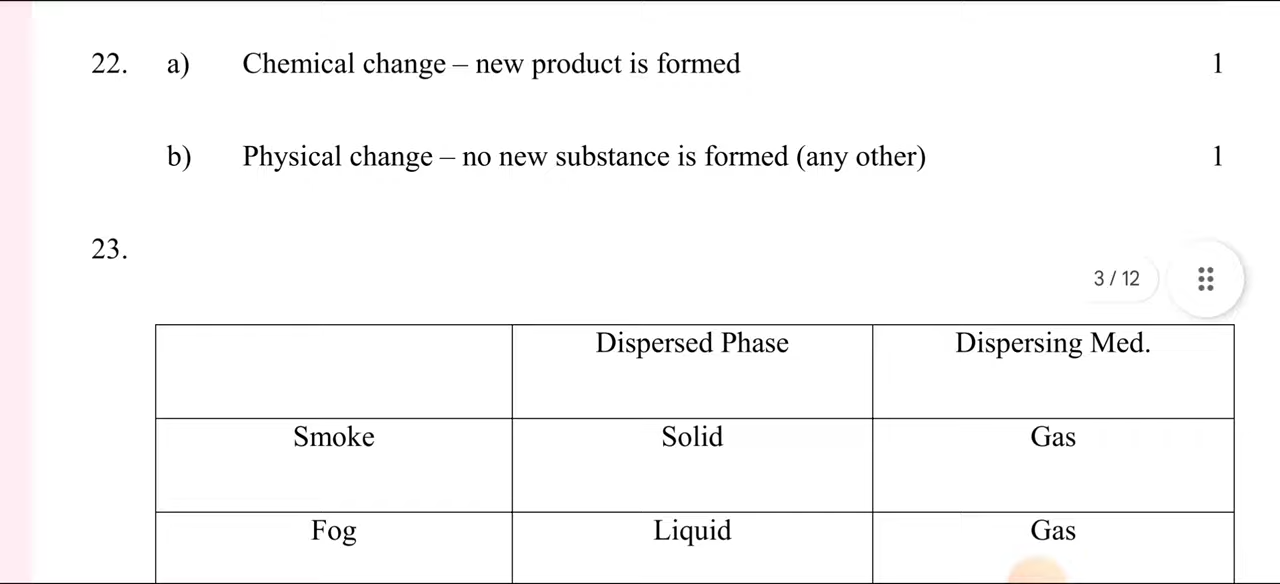 22. a) Chemical change – new product is formed 1
b) Physical change – no new substance is formed (any other) 1
23.
3 / 12
Dispersed Phase Dispersing Med.
Smoke Solid Gas
Fog Liquid Gas